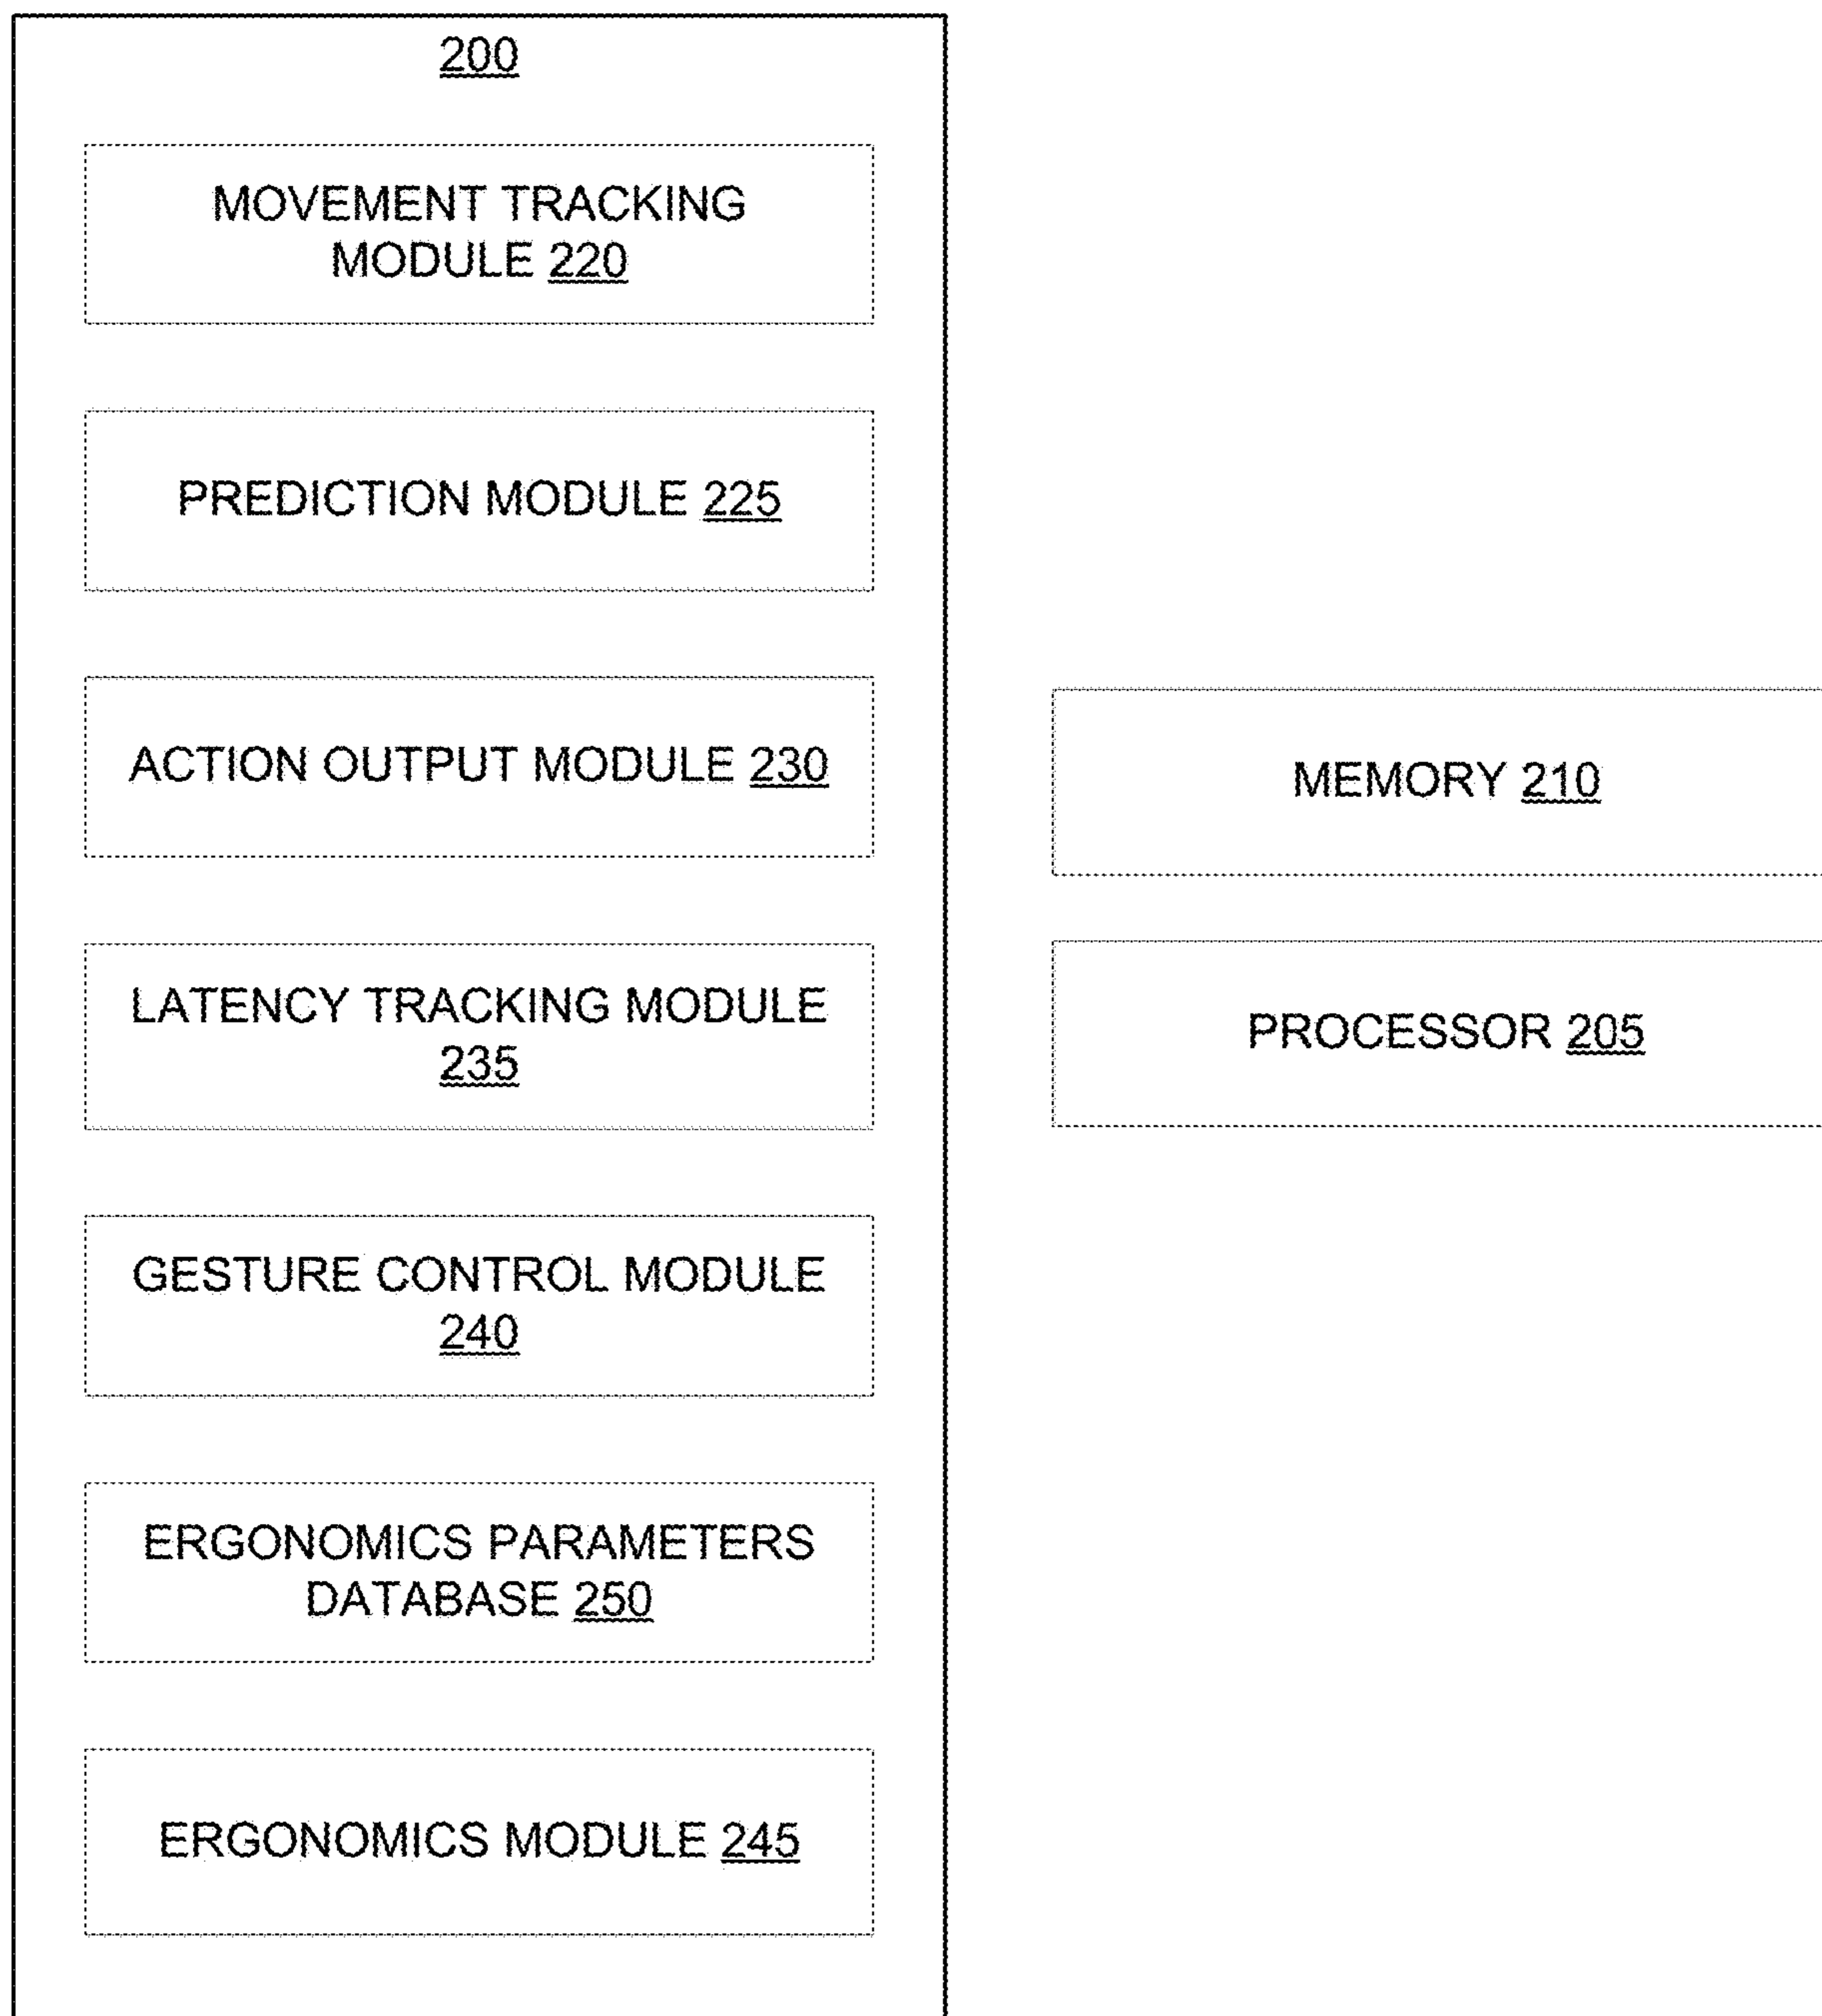 200
MOVEMENT TRACKING
MODULE 220
PREDICTION MODULE 225
ACTION OUTPUT MODULE 230
LATENCY TRACKING MODULE
235
GESTURE CONTROL MODULE
240
ERGONOMICS PARAMETERS
DATABASE 250
ERGONOMICS MODULE 245
MEMORY 210
PROCESSOR 205